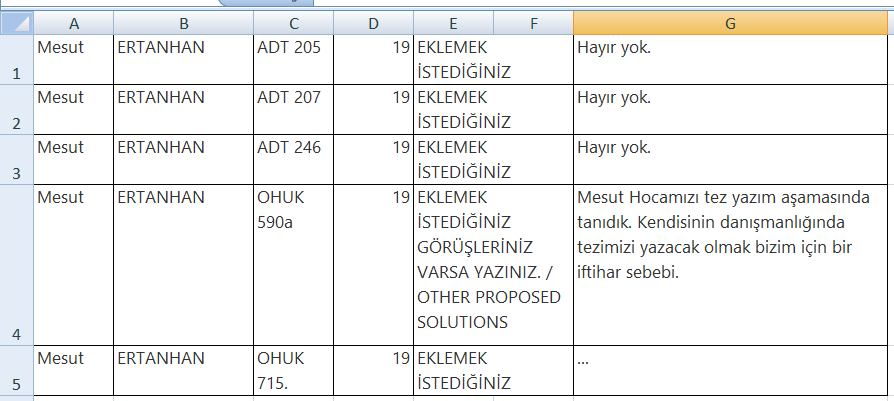 A B C D E F G
1 Mesut ERTANHAN ADT 205 19 EKLEMEK Hayır yok.
İSTEDİĞİNİZ
2 Mesut ERTANHAN ADT 207 19 EKLEMEK Hayır yok.
İSTEDİĞİNİZ
3 Mesut ERTANHAN ADT 246 19 EKLEMEK Hayır yok.
İSTEDİĞİNİZ
4 Mesut ERTANHAN OHUK 19 EKLEMEK Mesut Hocamızı tez yazım aşamasında
590a İSTEDİĞİNİZ tanıdık. Kendisinin danışmanlığında
GÖRÜŞLERİNİZ tezimizi yazacak olmak bizim için bir
VARSA YAZINIZ. / iftihar sebebi.
OTHER PROPOSED
SOLUTIONS
5 Mesut ERTANHAN OHUK 19 EKLEMEK ...
715. İSTEDİĞİNİZ